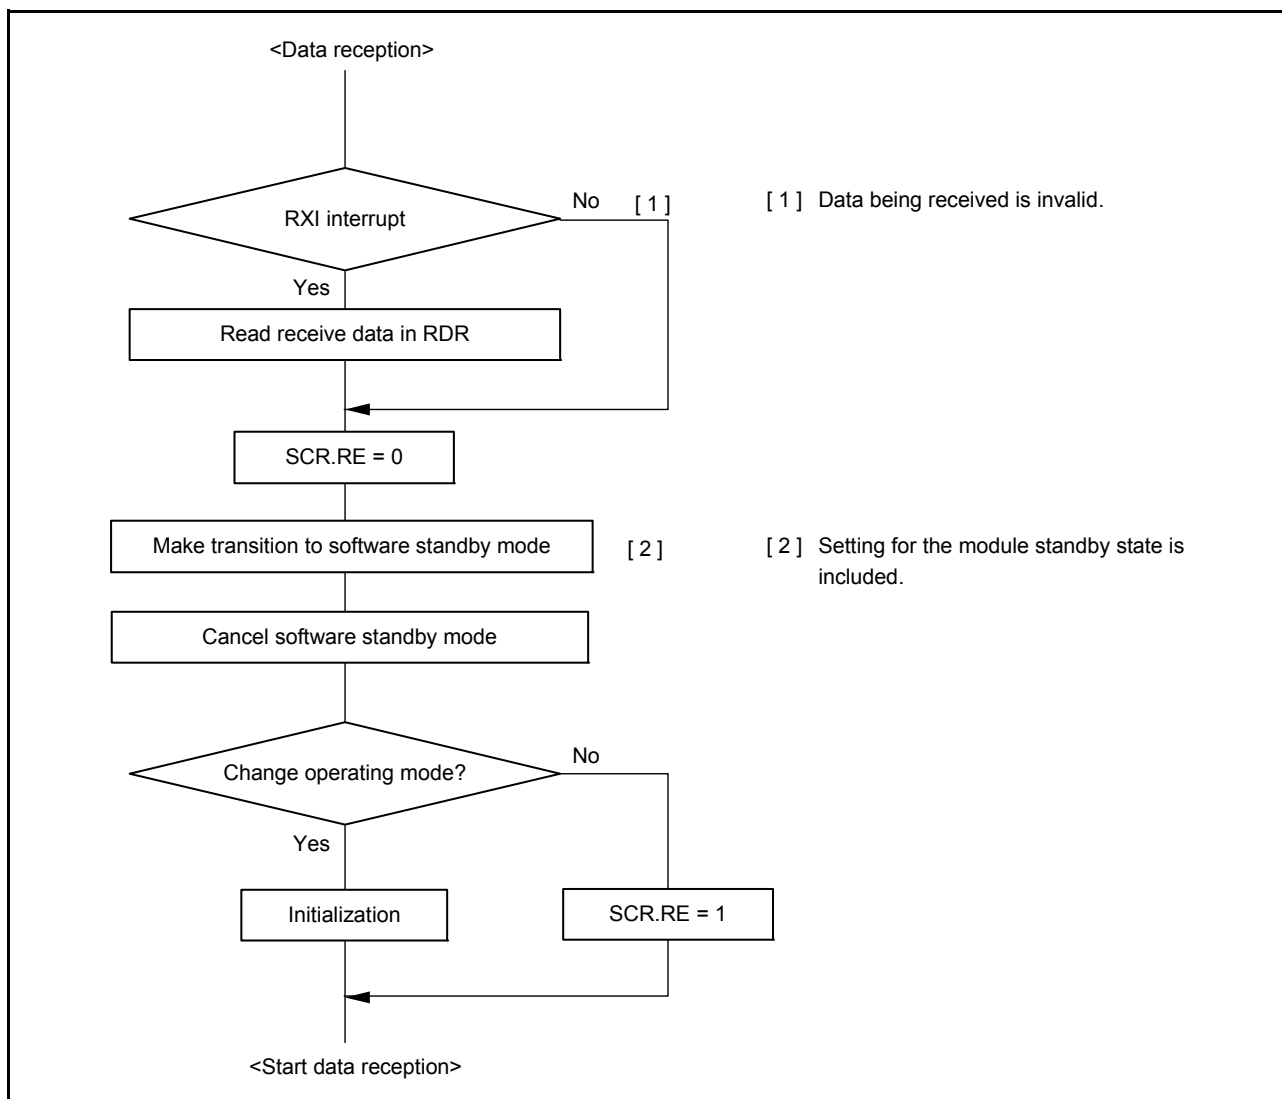 <Data reception>
RXI interrupt
No [ 1 ]
[ 1 ] Data being received is invalid.
Yes
Read receive data in RDR
SCR.RE = 0
Make transition to software standby mode
[ 2 ]
[ 2 ] Setting for the module standby state is
included.
Cancel software standby mode
Change operating mode?
No
Yes
Initialization
SCR.RE = 1
<Start data reception>